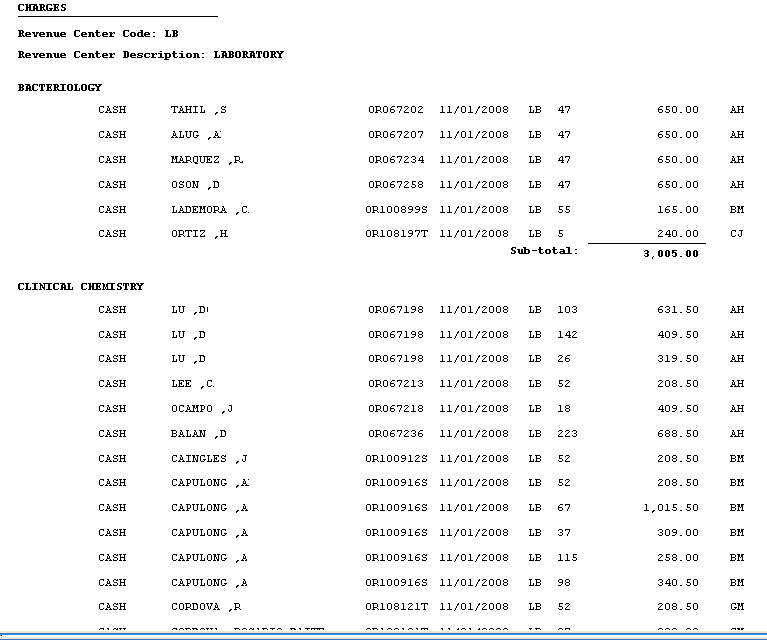 CHARGES
Revenue Center Code: LB
Revenue Center Description: LABORATORY
BACTERIOLOGY
CASH TAHIL ,S OR067202 11/01/2008 LB 47 650.00 AH
CASH ALUG ,A OR067207 11/01/2008 LB 47 650.00 AH
CASH MARQUEZ ,R OR067234 11/01/2008 LB 47 650.00 AH
CASH OSON ,D OR067258 11/01/2008 LB 47 650.00 AH
CASH LADEMORA ,C OR100899S 11/01/2008 LB 55 165.00 BM
CASH ORTIZ ,H OR108197T 11/01/2008 LB 5 240.00 CJ
Sub-total: 3,005.00
CLINICAL CHEMISTRY
CASH LU ,D OR067198 11/01/2008 LB 103 631.50 AH
CASH LU ,D OR067198 11/01/2008 LB 142 409.50 AH
CASH LU ,D OR067198 11/01/2008 LB 26 319.50 AH
CASH LEE ,C OR067213 11/01/2008 LB 52 208.50 AH
CASH OCAMPO ,J OR067218 11/01/2008 LB 18 409.50 AH
CASH BALAN ,D OR067236 11/01/2008 LB 223 688.50 AH
CASH CAINGLES ,J OR100912S 11/01/2008 LB 52 208.50 BM
CASH CAPULONG ,A OR100916S 11/01/2008 LB 52 208.50 BM
CASH CAPULONG ,A OR100916S 11/01/2008 LB 67 1,015.50 BM
CASH CAPULONG ,A OR100916S 11/01/2008 LB 37 309.00 BM
CASH CAPULONG ,A OR100916S 11/01/2008 LB 115 258.00 BM
CASH CAPULONG ,A OR100916S 11/01/2008 LB 98 340.50 BM
CASH CORDOVA ,R OR108121T 11/01/2008 LB 52 208.50 GM